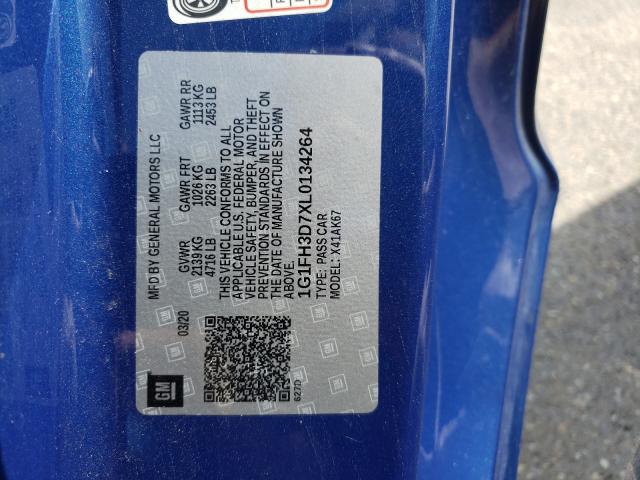 MFD BY GENERAL MOTORS LLC
03/20
GVWR
2139 KG
4716 LB
GAWR FRT
1026 KG
2263 LB
GAWR RR
1113 KG
2453 LB
THIS VEHICLE CONFORMS TO ALL
APPLICABLE U.S. FEDERAL MOTOR
VEHICLE SAFETY, BUMPER, AND THEFT
PREVENTION STANDARDS IN EFFECT ON
THE DATE OF MANUFACTURE SHOWN
ABOVE.
1G1FH3D7XL0134264
TYPE: PASS CAR
MODEL: X41AK67
627D
GM